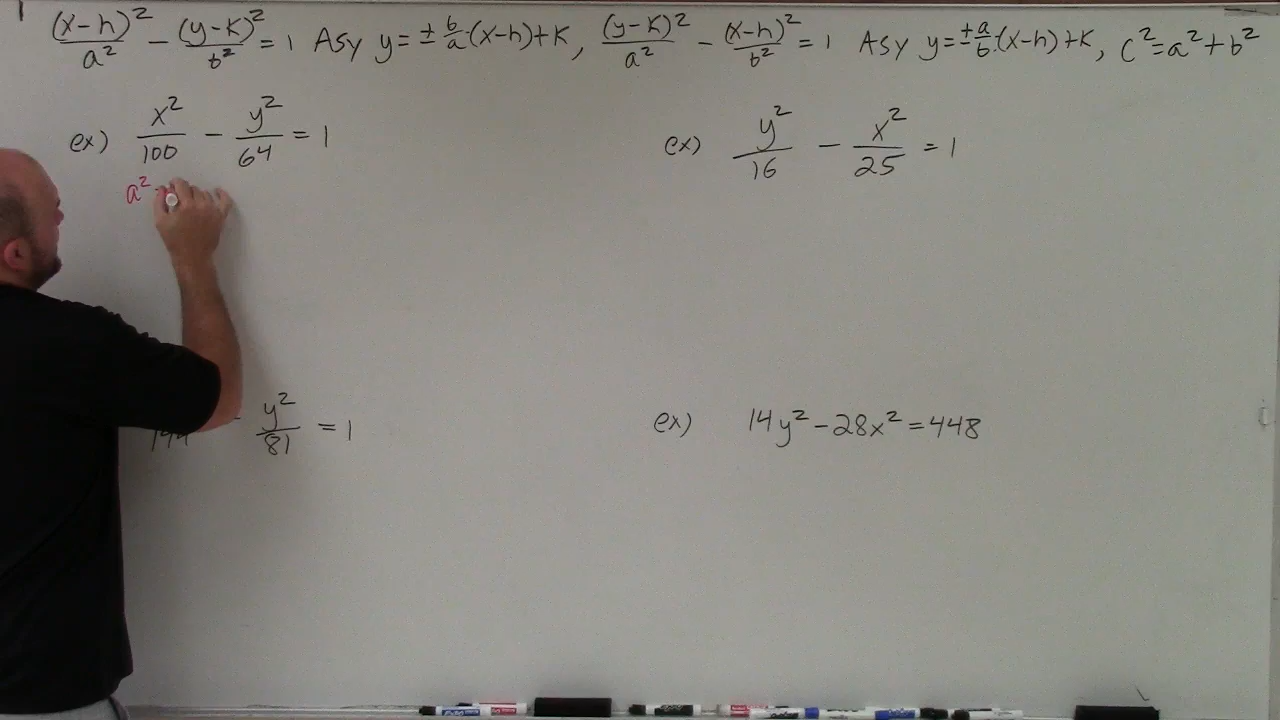 (x-h)²/a² - (y-k)²/b² = 1 Asy y = ± b/a (x-h)+k, (y-k)²/a² - (x-h)²/b² = 1 Asy y = ± a/b (x-h)+k, c² = a² + b²
ex) x²/100 - y²/64 = 1
ex) y²/16 - x²/25 = 1
a²
- y²/81 = 1
ex) 14y² - 28x² = 448